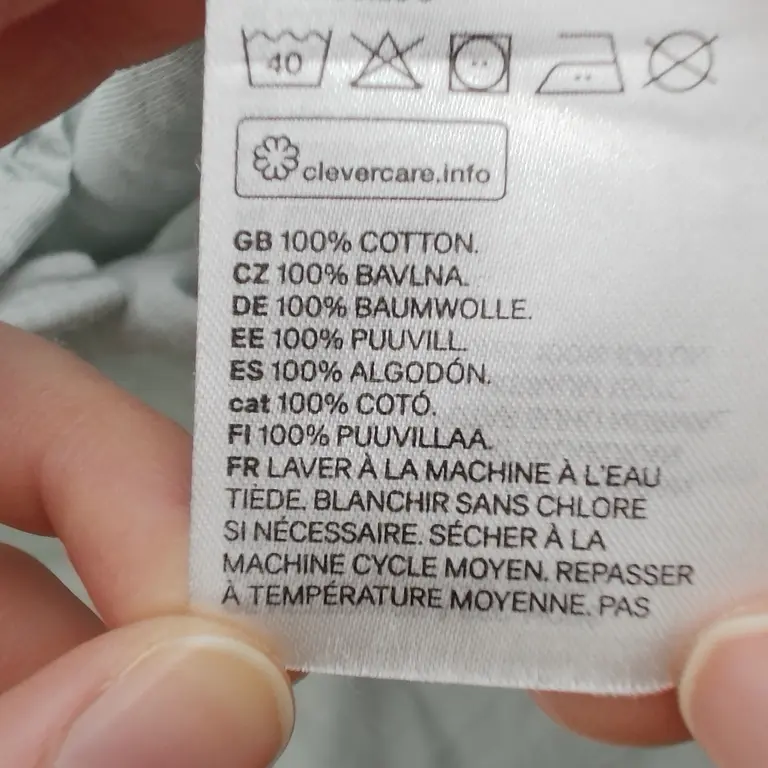 40
clevercare.info
GB 100% COTTON.
CZ 100% BAVLNA.
DE 100% BAUMWOLLE.
EE 100% PUUVILL.
ES 100% ALGODÓN.
cat 100% COTÓ.
FI 100% PUUVILLAA.
FR LAVER À LA MACHINE À L'EAU
TIÈDE. BLANCHIR SANS CHLORE
SI NÉCESSAIRE. SÉCHER À LA
MACHINE CYCLE MOYEN. REPASSER
À TEMPÉRATURE MOYENNE. PAS